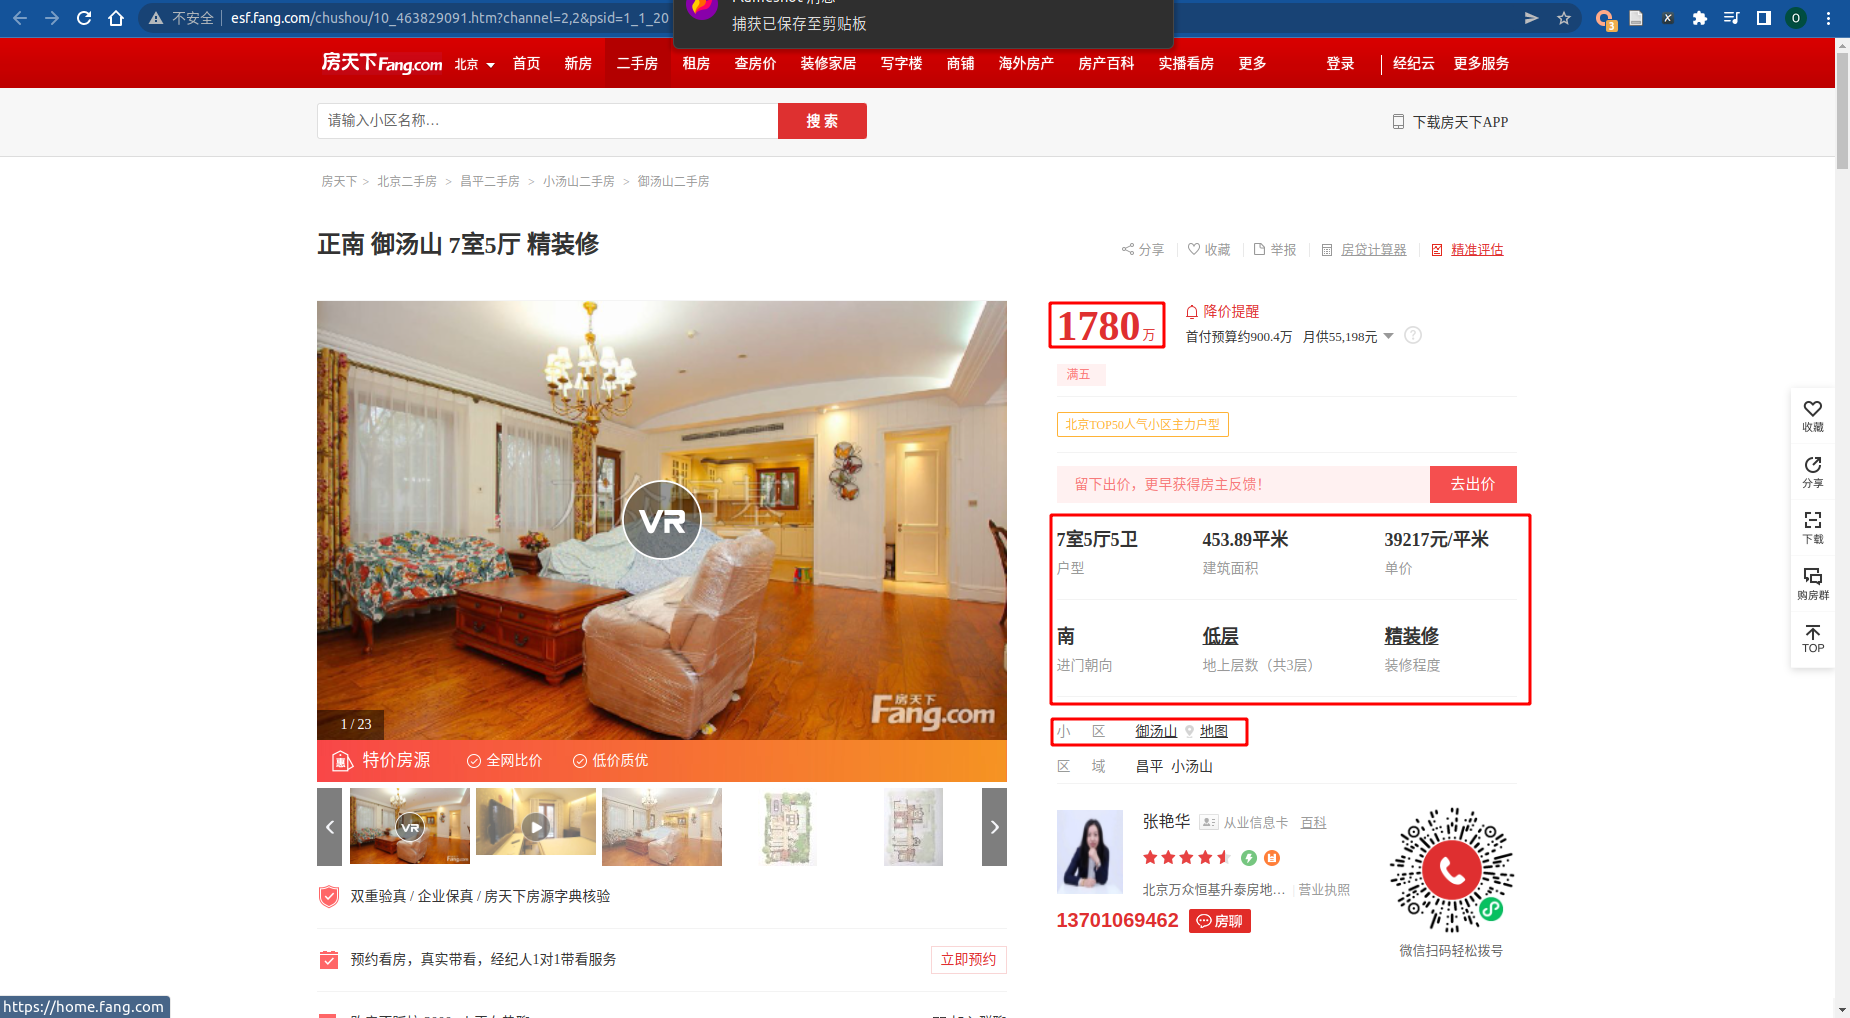 不安全 esf.fang.com/chushou/10_463829091.htm?channel=2,2&psid=1_1_20
捕获已保存至剪贴板
3
O
房天下Fang.com 北京 首页 新房 二手房 租房 查房价 装修家居 写字楼 商铺 海外房产 房产百科 实播看房 更多 登录 经纪云 更多服务
请输入小区名称… 搜 索 下载房天下APP
房天下 > 北京二手房 > 昌平二手房 > 小汤山二手房 > 御汤山二手房
正南 御汤山 7室5厅 精装修
分享 收藏 举报 房贷计算器 精准评估
1780万
降价提醒
首付预算约900.4万 月供55,198元 ?
满五
北京TOP50人气小区主力户型
留下出价，更早获得房主反馈！ 去出价
7室5厅5卫 453.89平米 39217元/平米
户型 建筑面积 单价
南 低层 精装修
进门朝向 地上层数（共3层） 装修程度
小 区 御汤山 地图
区 域 昌平 小汤山
VR
房天下
Fang.com
1 / 23
惠 特价房源 全网比价 低价质优
VR
Fang.com
双重验真 / 企业保真 / 房天下房源字典核验
预约看房，真实带看，经纪人1对1带看服务 立即预约
张艳华 从业信息卡 百科
北京万众恒基升泰房地… 营业执照
13701069462 房聊
微信扫码轻松拨号
收藏
分享
下载
购房群
TOP
https://home.fang.com